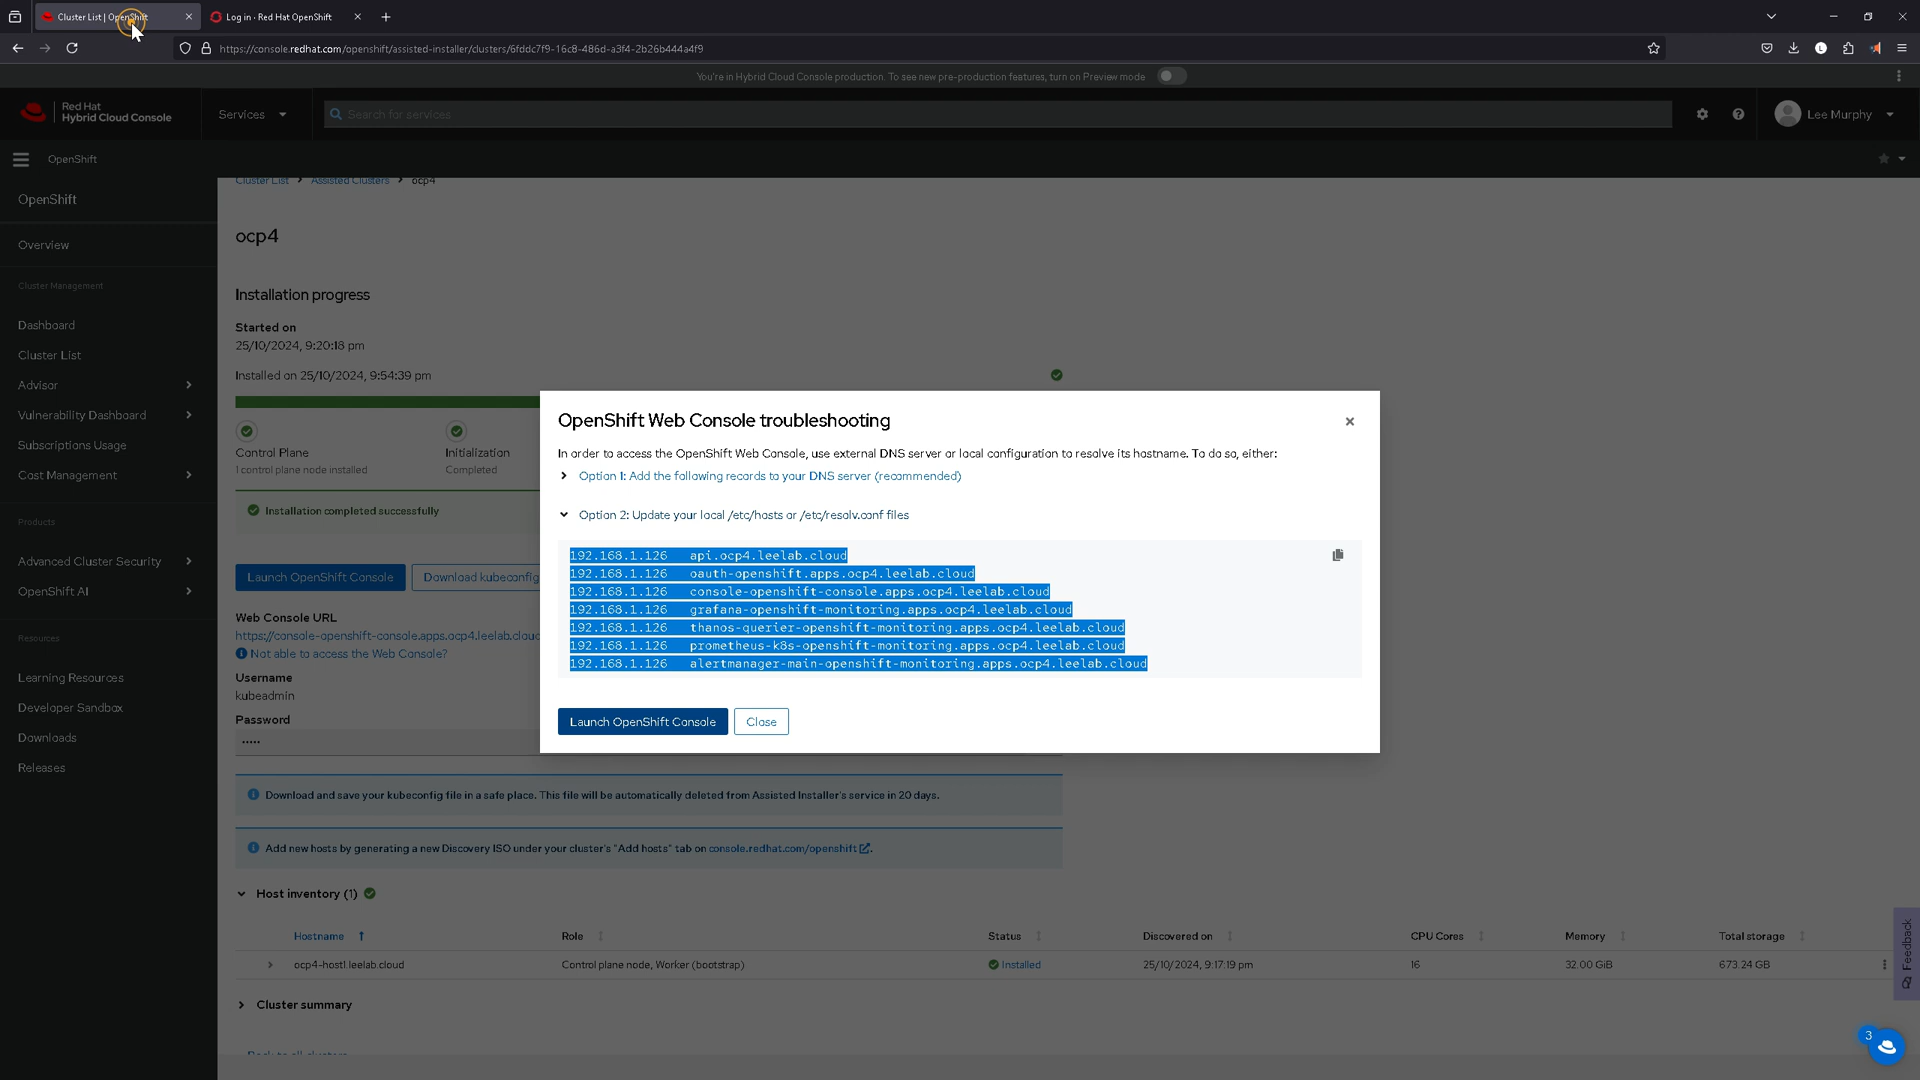 Cluster List | OpenShift
Log in · Red Hat OpenShift
https://console.redhat.com/openshift/assisted-installer/clusters/6fddc7f9-16c8-486d-a3f4-2b26b444a4f9
You're in Hybrid Cloud Console production. To see new pre-production features, turn on Preview mode
Red Hat
Hybrid Cloud Console
Services
Search for services
Lee Murphy
OpenShift
Cluster List
Assisted Clusters
ocp4
OpenShift
Overview
Cluster Management
Dashboard
Cluster List
Advisor
Vulnerability Dashboard
Subscriptions Usage
Cost Management
Products
Advanced Cluster Security
OpenShift AI
Resources
Learning Resources
Developer Sandbox
Downloads
Releases
ocp4
Installation progress
Started on
25/10/2024, 9:20:18 pm
Installed on 25/10/2024, 9:54:39 pm
Control Plane
1 control plane node installed
Initialization
Completed
Installation completed successfully
Launch OpenShift Console
Download kubeconfig
Web Console URL
https://console-openshift-console.apps.ocp4.leelab.cloud
Not able to access the Web Console?
Username
kubeadmin
Password
•••••
OpenShift Web Console troubleshooting
In order to access the OpenShift Web Console, use external DNS server or local configuration to resolve its hostname. To do so, either:
Option 1: Add the following records to your DNS server (recommended)
Option 2: Update your local /etc/hosts or /etc/resolv.conf files
192.168.1.126 api.ocp4.leelab.cloud
192.168.1.126 oauth-openshift.apps.ocp4.leelab.cloud
192.168.1.126 console-openshift-console.apps.ocp4.leelab.cloud
192.168.1.126 grafana-openshift-monitoring.apps.ocp4.leelab.cloud
192.168.1.126 thanos-querier-openshift-monitoring.apps.ocp4.leelab.cloud
192.168.1.126 prometheus-k8s-openshift-monitoring.apps.ocp4.leelab.cloud
192.168.1.126 alertmanager-main-openshift-monitoring.apps.ocp4.leelab.cloud
Launch OpenShift Console
Close
Download and save your kubeconfig file in a safe place. This file will be automatically deleted from Assisted Installer's service in 20 days.
Add new hosts by generating a new Discovery ISO under your cluster's "Add hosts" tab on console.redhat.com/openshift.
Host inventory (1)
Hostname Role Status Discovered on CPU Cores Memory Total storage
ocp4-host1.leelab.cloud Control plane node, Worker (bootstrap) Installed 25/10/2024, 9:17:19 pm 16 32.00 GiB 673.24 GB
Cluster summary
Back to all clusters
Feedback
3